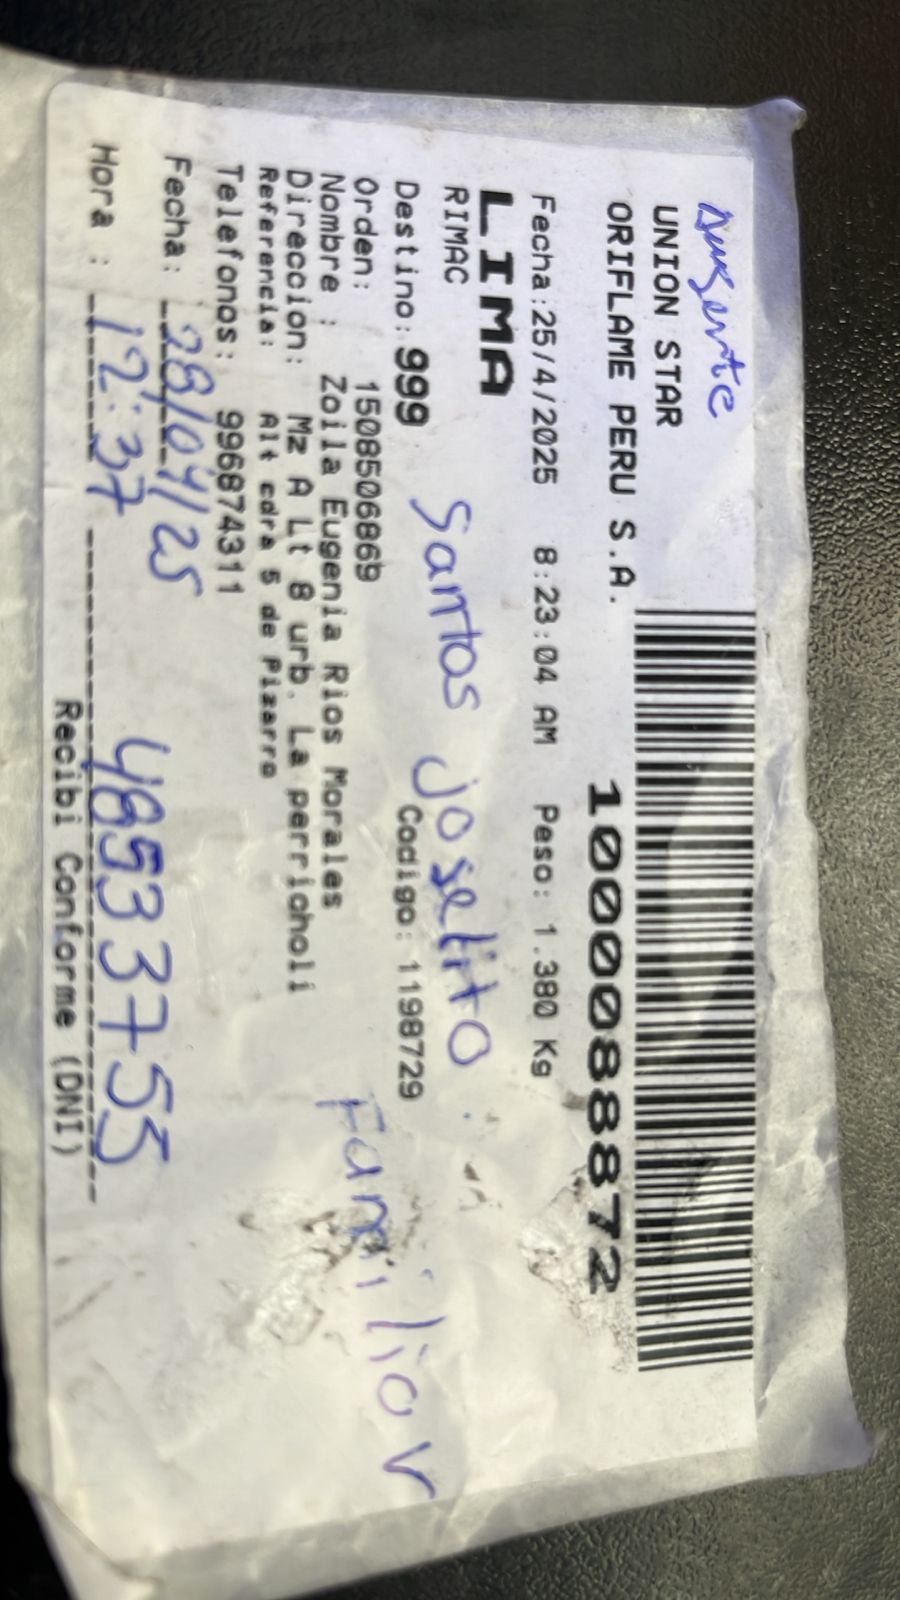 Ausente
UNION STAR
ORIFLAME PERU S.A.
1000088872
Fecha:25/4/2025 8:23:04 AM Peso: 1.380 Kg
LIMA
RIMAC
Santos Joselito
Destino:999 Codigo:1198729
Orden: 1508506869
Nombre : Zoila Eugenia Rios Morales
Familiar
Direccion: Mz A Lt 8 urb. La perricholi
Referencia: Alt cdra 5 de Pizarro
Telefonos: 996874311
Fecha: 28/04/25
Hora : 12:37 48533755
Recibi Conforme (DNI)